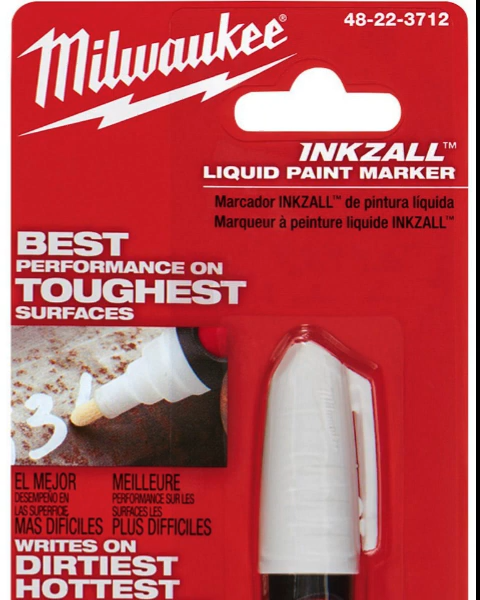 Milwaukee®
48-22-3712
INKZALL™
LIQUID PAINT MARKER
Marcador INKZALL™ de pintura líquida
Marqueur à peinture liquide INKZALL™
BEST
PERFORMANCE ON
TOUGHEST
SURFACES
34
EL MEJOR
DESEMPEÑO EN
LAS SUPERFICIE
MAS DIFICILES
MEILLEURE
PERFORMANCE SUR LES
SURFACES LES
PLUS DIFFICILES
WRITES ON
DIRTIEST
HOTTEST